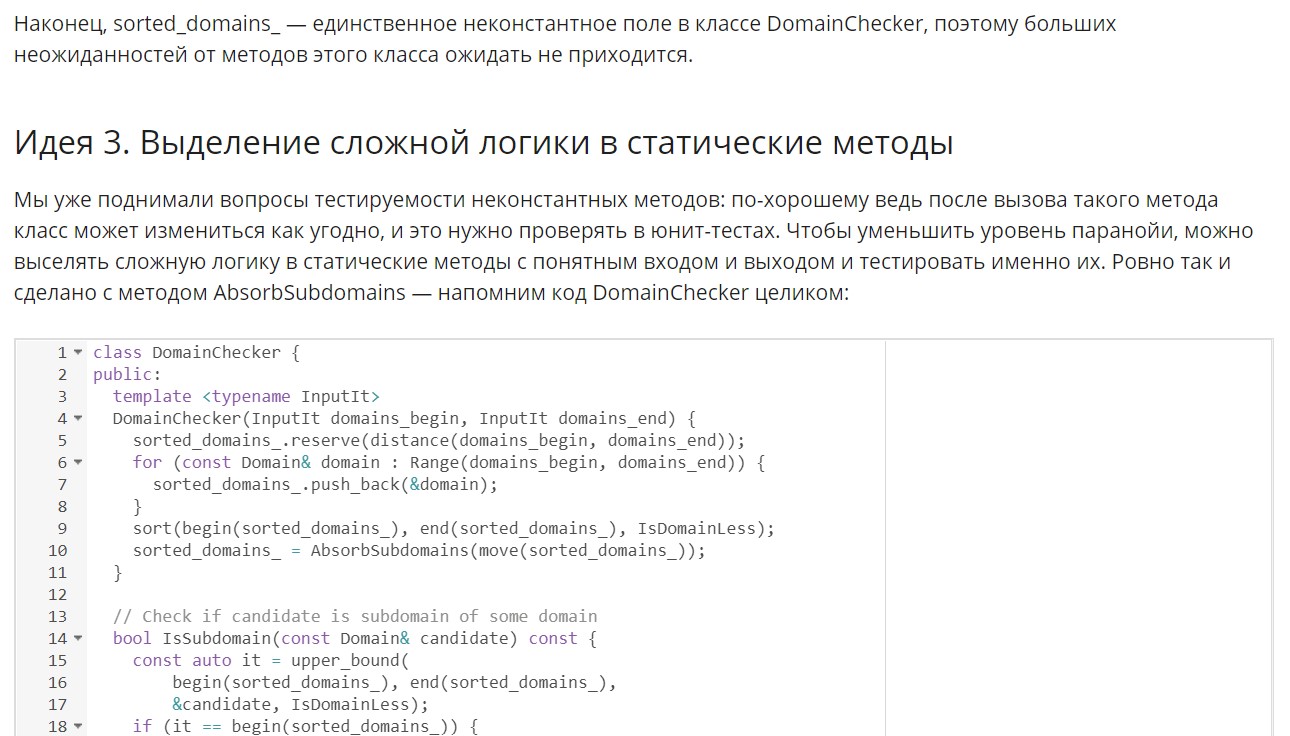 Наконец, sorted_domains_ — единственное неконстантное поле в классе DomainChecker, поэтому больших
неожиданностей от методов этого класса ожидать не приходится.
Идея 3. Выделение сложной логики в статические методы
Мы уже поднимали вопросы тестируемости неконстантных методов: по-хорошему ведь после вызова такого метода
класс может измениться как угодно, и это нужно проверять в юнит-тестах. Чтобы уменьшить уровень паранойи, можно
выселять сложную логику в статические методы с понятным входом и выходом и тестировать именно их. Ровно так и
сделано с методом AbsorbSubdomains — напомним код DomainChecker целиком:
1 class DomainChecker {
2 public:
3   template <typename InputIt>
4   DomainChecker(InputIt domains_begin, InputIt domains_end) {
5     sorted_domains_.reserve(distance(domains_begin, domains_end));
6     for (const Domain& domain : Range(domains_begin, domains_end)) {
7       sorted_domains_.push_back(&domain);
8     }
9     sort(begin(sorted_domains_), end(sorted_domains_), IsDomainLess);
10     sorted_domains_ = AbsorbSubdomains(move(sorted_domains_));
11   }
12
13   // Check if candidate is subdomain of some domain
14   bool IsSubdomain(const Domain& candidate) const {
15     const auto it = upper_bound(
16         begin(sorted_domains_), end(sorted_domains_),
17         &candidate, IsDomainLess);
18     if (it == begin(sorted_domains_)) {